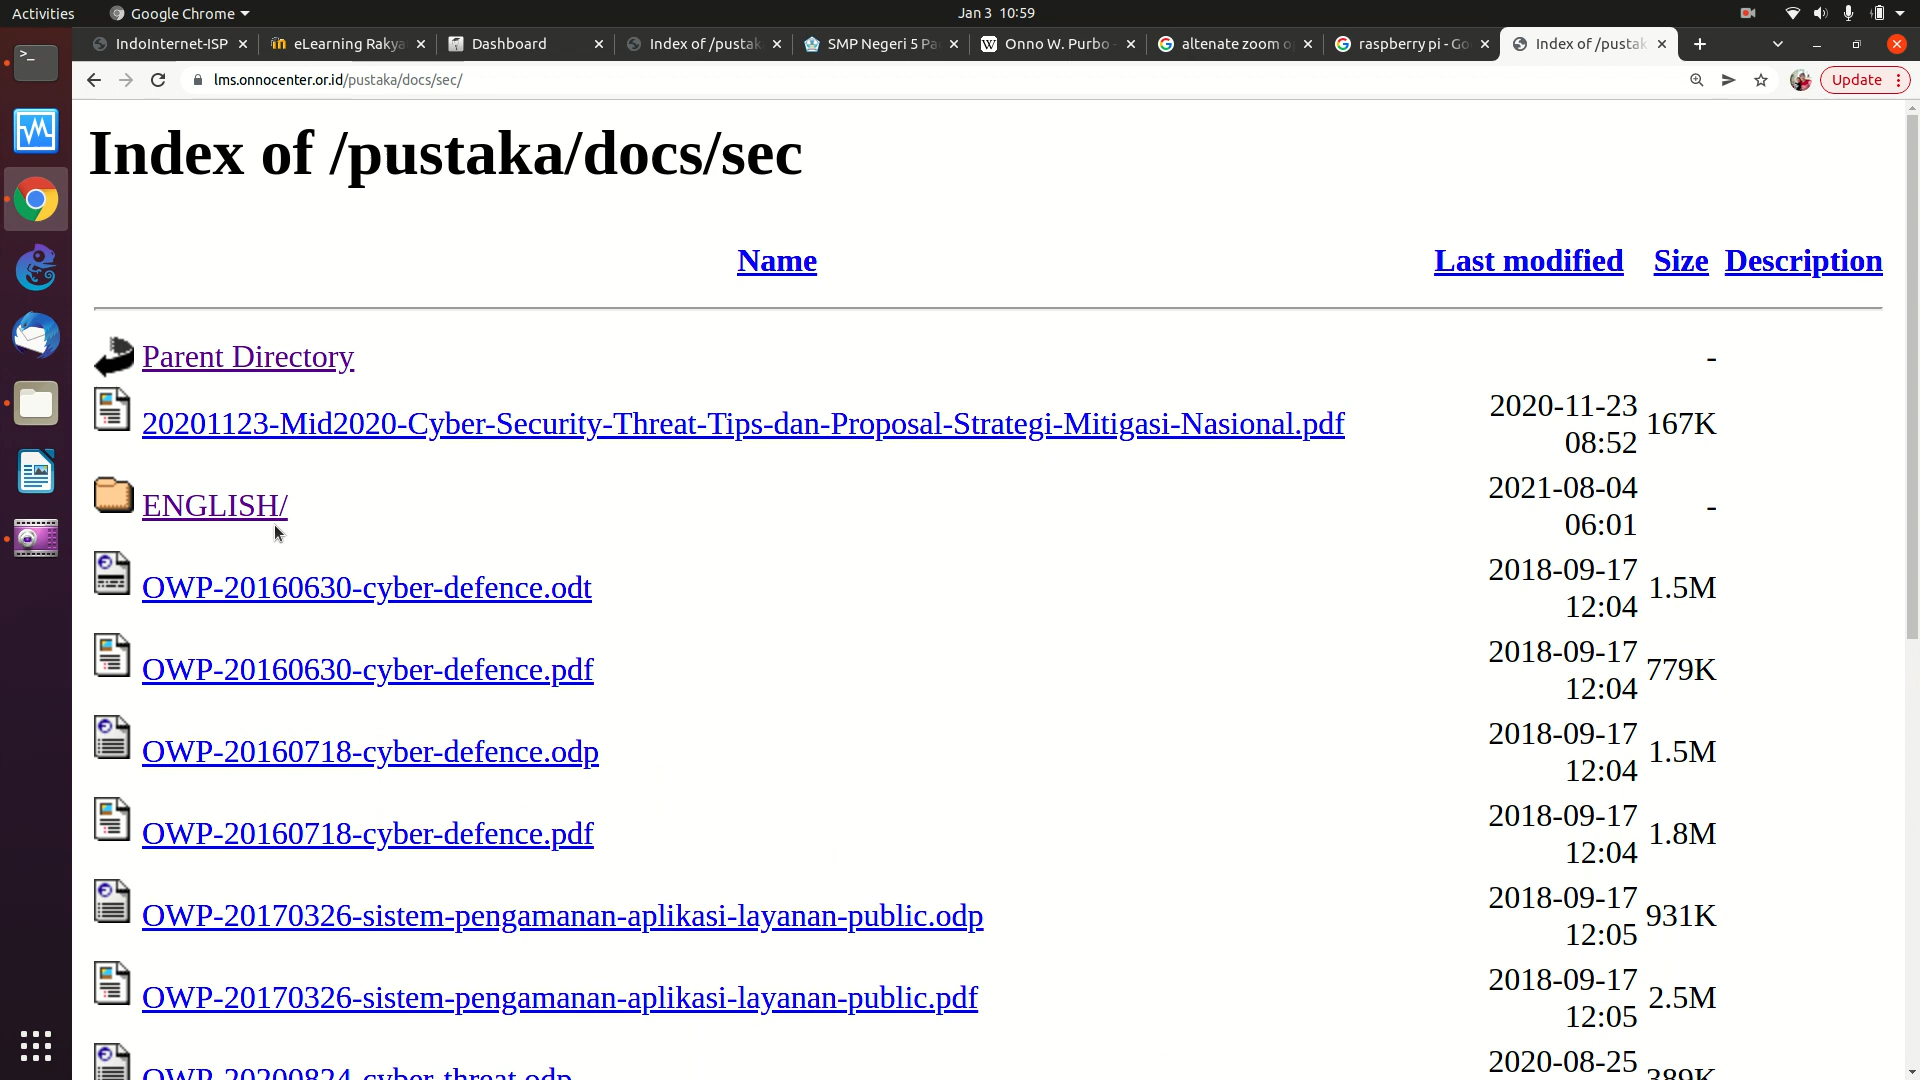 Activities Google Chrome Jan 3 10:59
IndoInternet-ISP eLearning Rakya Dashboard Index of /pustak SMP Negeri 5 Pa Onno W. Purbo altenate zoom o raspberry pi - Go Index of /pustak
lms.onnocenter.or.id/pustaka/docs/sec/ Update
Index of /pustaka/docs/sec
Name Last modified Size Description
Parent Directory -
20201123-Mid2020-Cyber-Security-Threat-Tips-dan-Proposal-Strategi-Mitigasi-Nasional.pdf 2020-11-23 08:52 167K
ENGLISH/ 2021-08-04 06:01 -
OWP-20160630-cyber-defence.odt 2018-09-17 12:04 1.5M
OWP-20160630-cyber-defence.pdf 2018-09-17 12:04 779K
OWP-20160718-cyber-defence.odp 2018-09-17 12:04 1.5M
OWP-20160718-cyber-defence.pdf 2018-09-17 12:04 1.8M
OWP-20170326-sistem-pengamanan-aplikasi-layanan-public.odp 2018-09-17 12:05 931K
OWP-20170326-sistem-pengamanan-aplikasi-layanan-public.pdf 2018-09-17 12:05 2.5M
OWP-20200824-cyber-threat.odp 2020-08-25 389K